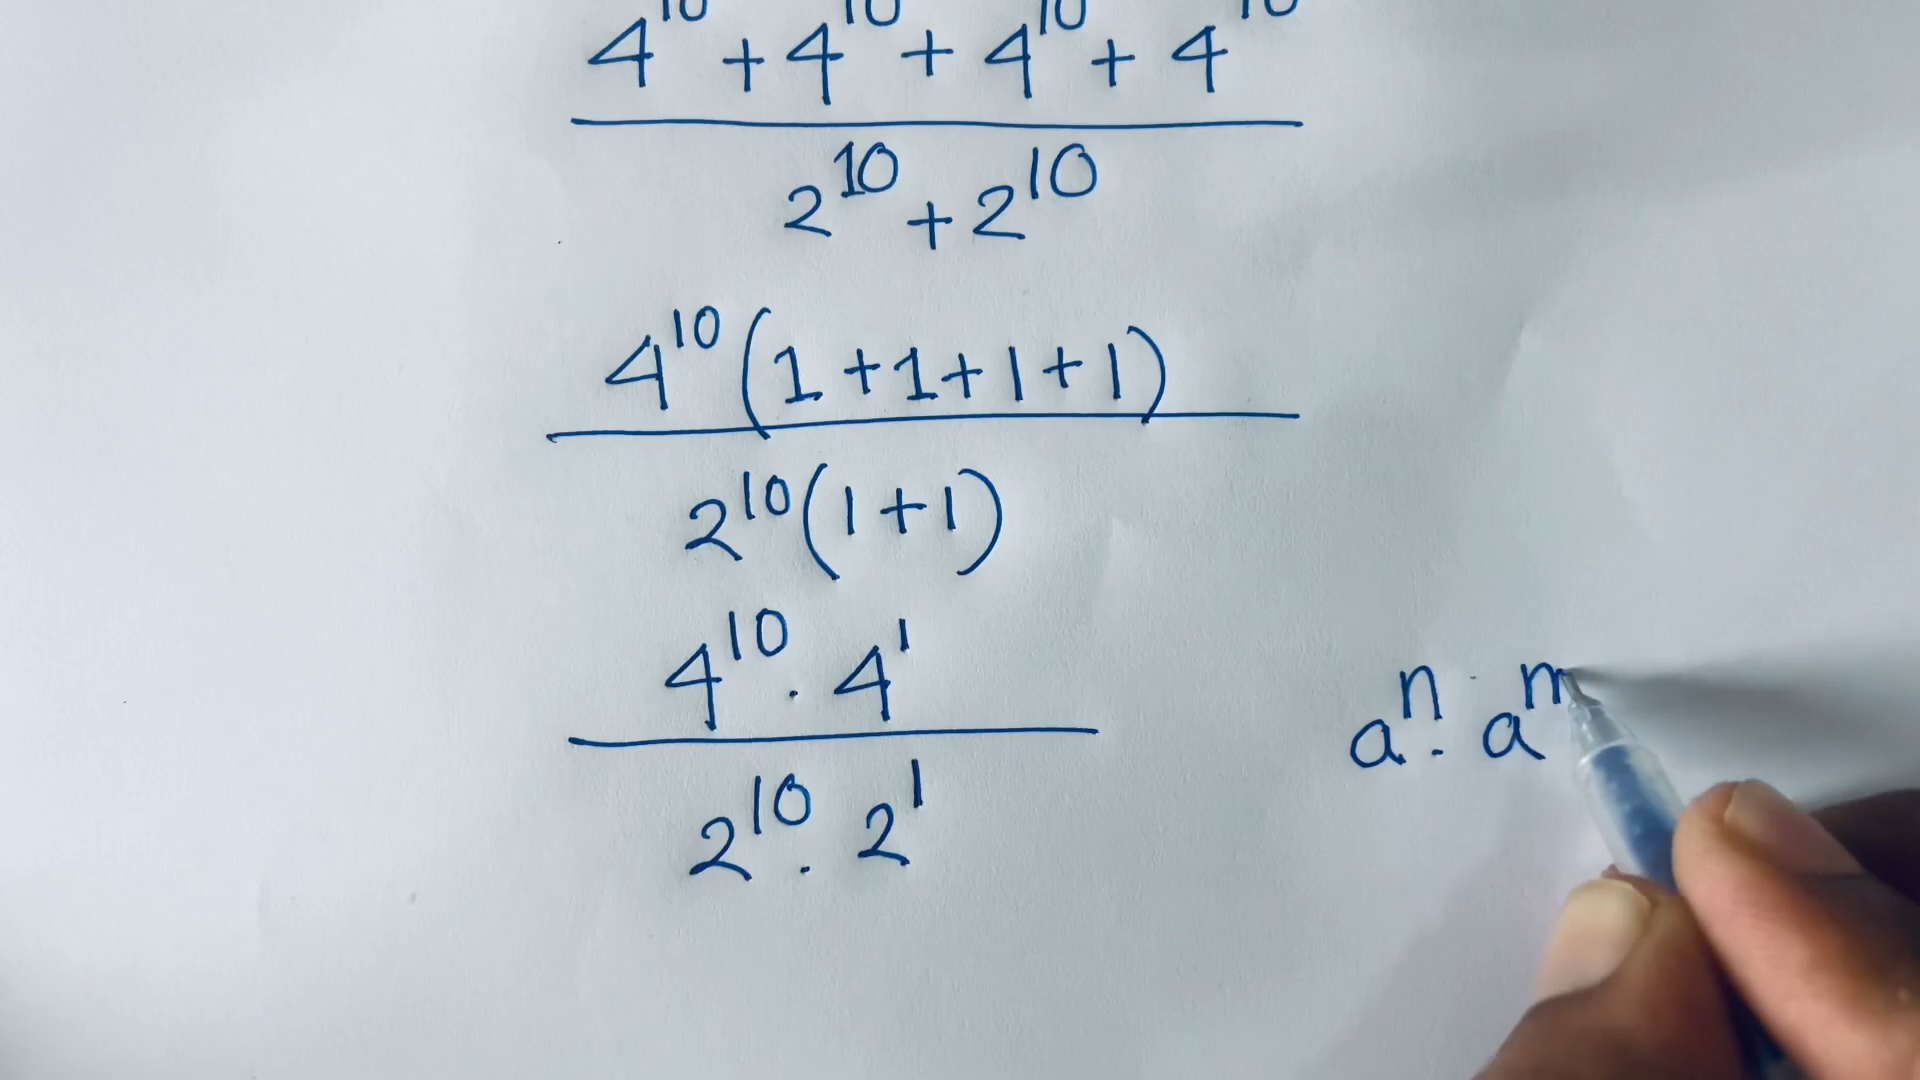 4^10 + 4^10 + 4^10 + 4^10
2^10 + 2^10
4^10 (1 + 1 + 1 + 1)
2^10 (1 + 1)
4^10 . 4^1
2^10 . 2^1
a^n . a^m